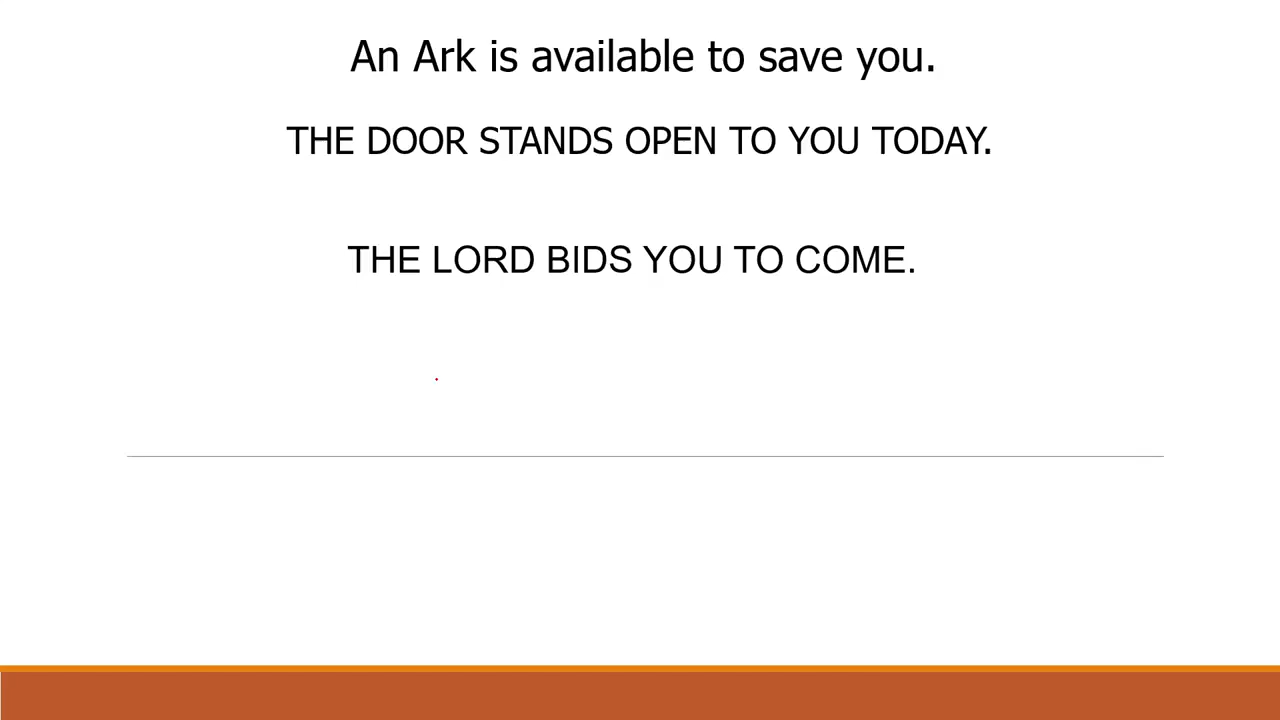 An Ark is available to save you.
THE DOOR STANDS OPEN TO YOU TODAY.
THE LORD BIDS YOU TO COME.